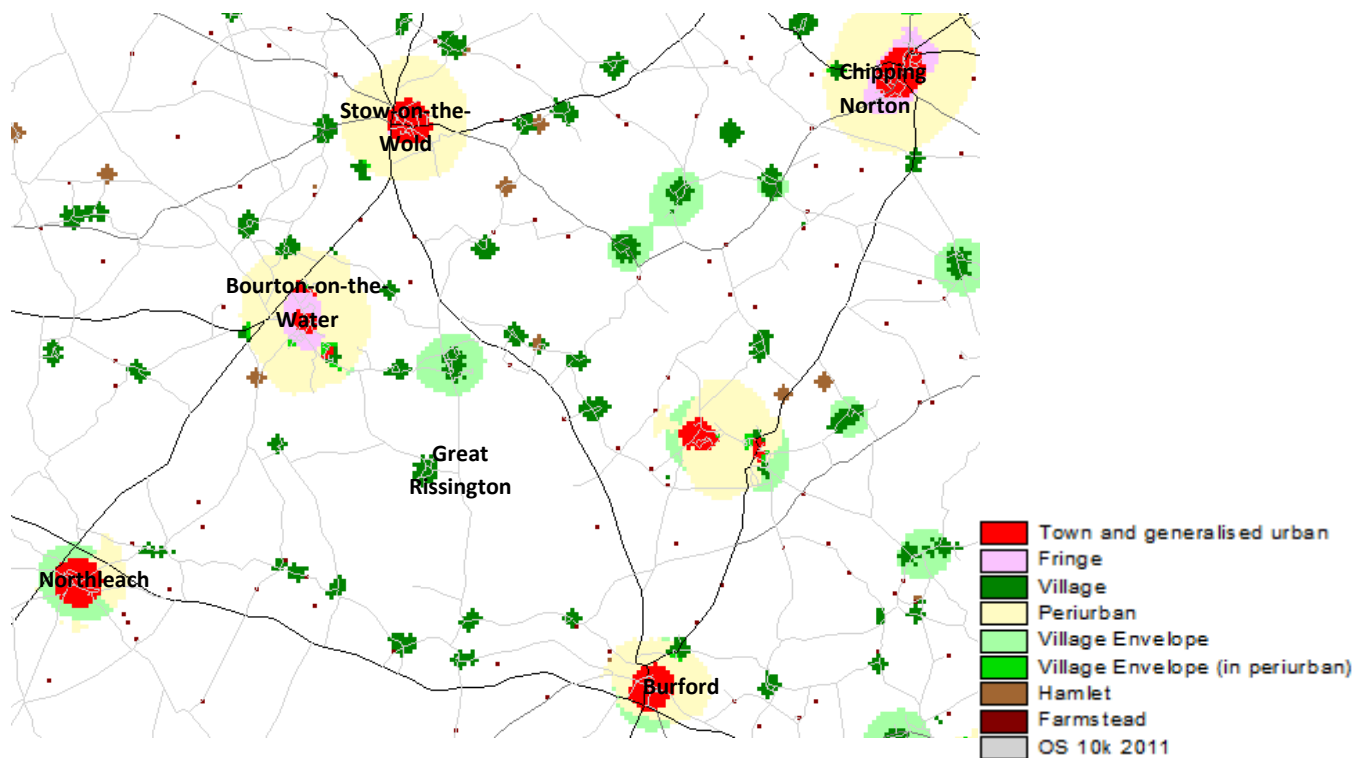 Chipping
Norton
Stow-on-the-
Wold
Bourton-on-the-
Water
Great
Rissington
Northleach
Burford
Town and generalised urban
Fringe
Village
Periurban
Village Envelope
Village Envelope (in periurban)
Hamlet
Farmstead
OS 10k 2011